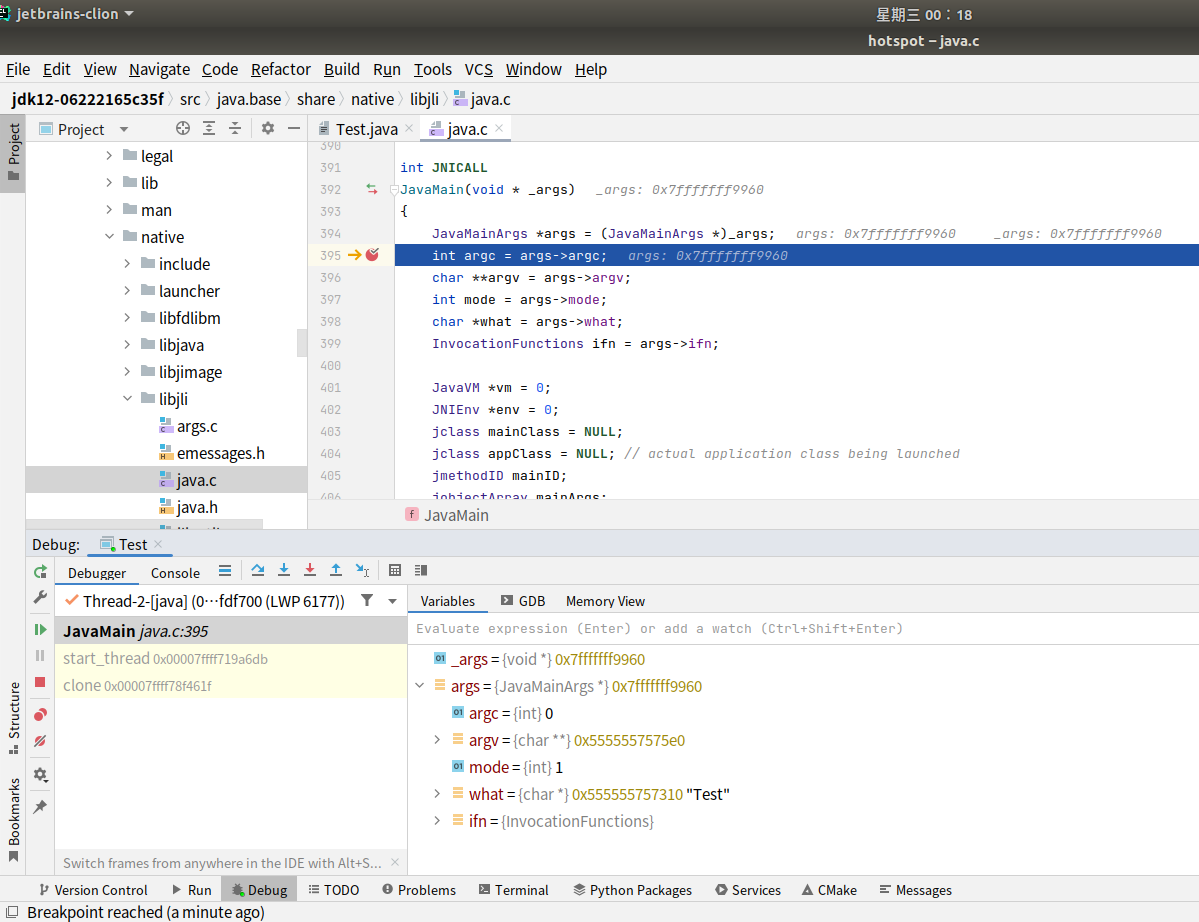 jetbrains-clion
星期三 00：18
hotspot – java.c
File Edit View Navigate Code Refactor Build Run Tools VCS Window Help
jdk12-06222165c35f src java.base share native libjli java.c
Project
Project
Test.java
java.c
legal
lib
man
native
include
launcher
libfdlibm
libjava
libjimage
libjli
args.c
emessages.h
java.c
java.h
390
391 int JNICALL
392 JavaMain(void * _args) _args: 0x7fffffff9960
393 {
394 JavaMainArgs *args = (JavaMainArgs *)_args; args: 0x7fffffff9960 _args: 0x7fffffff9960
395 int argc = args->argc; args: 0x7fffffff9960
396 char **argv = args->argv;
397 int mode = args->mode;
398 char *what = args->what;
399 InvocationFunctions ifn = args->ifn;
400
401 JavaVM *vm = 0;
402 JNIEnv *env = 0;
403 jclass mainClass = NULL;
404 jclass appClass = NULL; // actual application class being launched
405 jmethodID mainID;
406 jobjectArray mainArgs;
JavaMain
Debug: Test
Debugger Console
Thread-2-[java] (0···fdf700 (LWP 6177))
JavaMain java.c:395
start_thread 0x00007ffff719a6db
clone 0x00007ffff78f461f
Switch frames from anywhere in the IDE with Alt+S...
Variables GDB Memory View
Evaluate expression (Enter) or add a watch (Ctrl+Shift+Enter)
_args = {void *} 0x7fffffff9960
args = {JavaMainArgs *} 0x7fffffff9960
argc = {int} 0
argv = {char **} 0x5555557575e0
mode = {int} 1
what = {char *} 0x555555757310 "Test"
ifn = {InvocationFunctions}
Structure
Bookmarks
Version Control Run Debug TODO Problems Terminal Python Packages Services CMake Messages
Breakpoint reached (a minute ago)